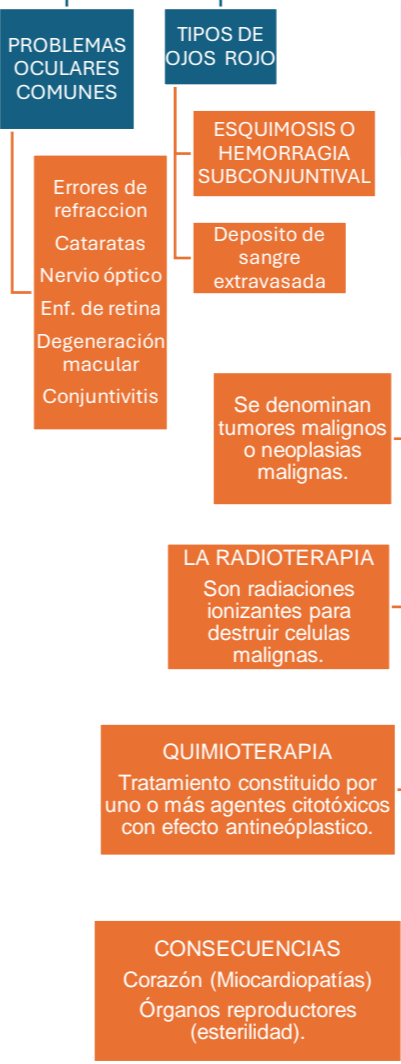 PROBLEMAS
OCULARES
COMUNES
Errores de
refraccion
Cataratas
Nervio óptico
Enf. de retina
Degeneración
macular
Conjuntivitis
TIPOS DE
OJOS  ROJO
ESQUIMOSIS O
HEMORRAGIA
SUBCONJUNTIVAL
Deposito de
sangre
extravasada
Se denominan
tumores malignos
o neoplasias
malignas.
LA RADIOTERAPIA
Son radiaciones
ionizantes para
destruir celulas
malignas.
QUIMIOTERAPIA
Tratamiento constituido por
uno o más agentes citotóxicos
con efecto antineóplastico.
CONSECUENCIAS
Corazón (Miocardiopatías)
Órganos reproductores
(esterilidad).